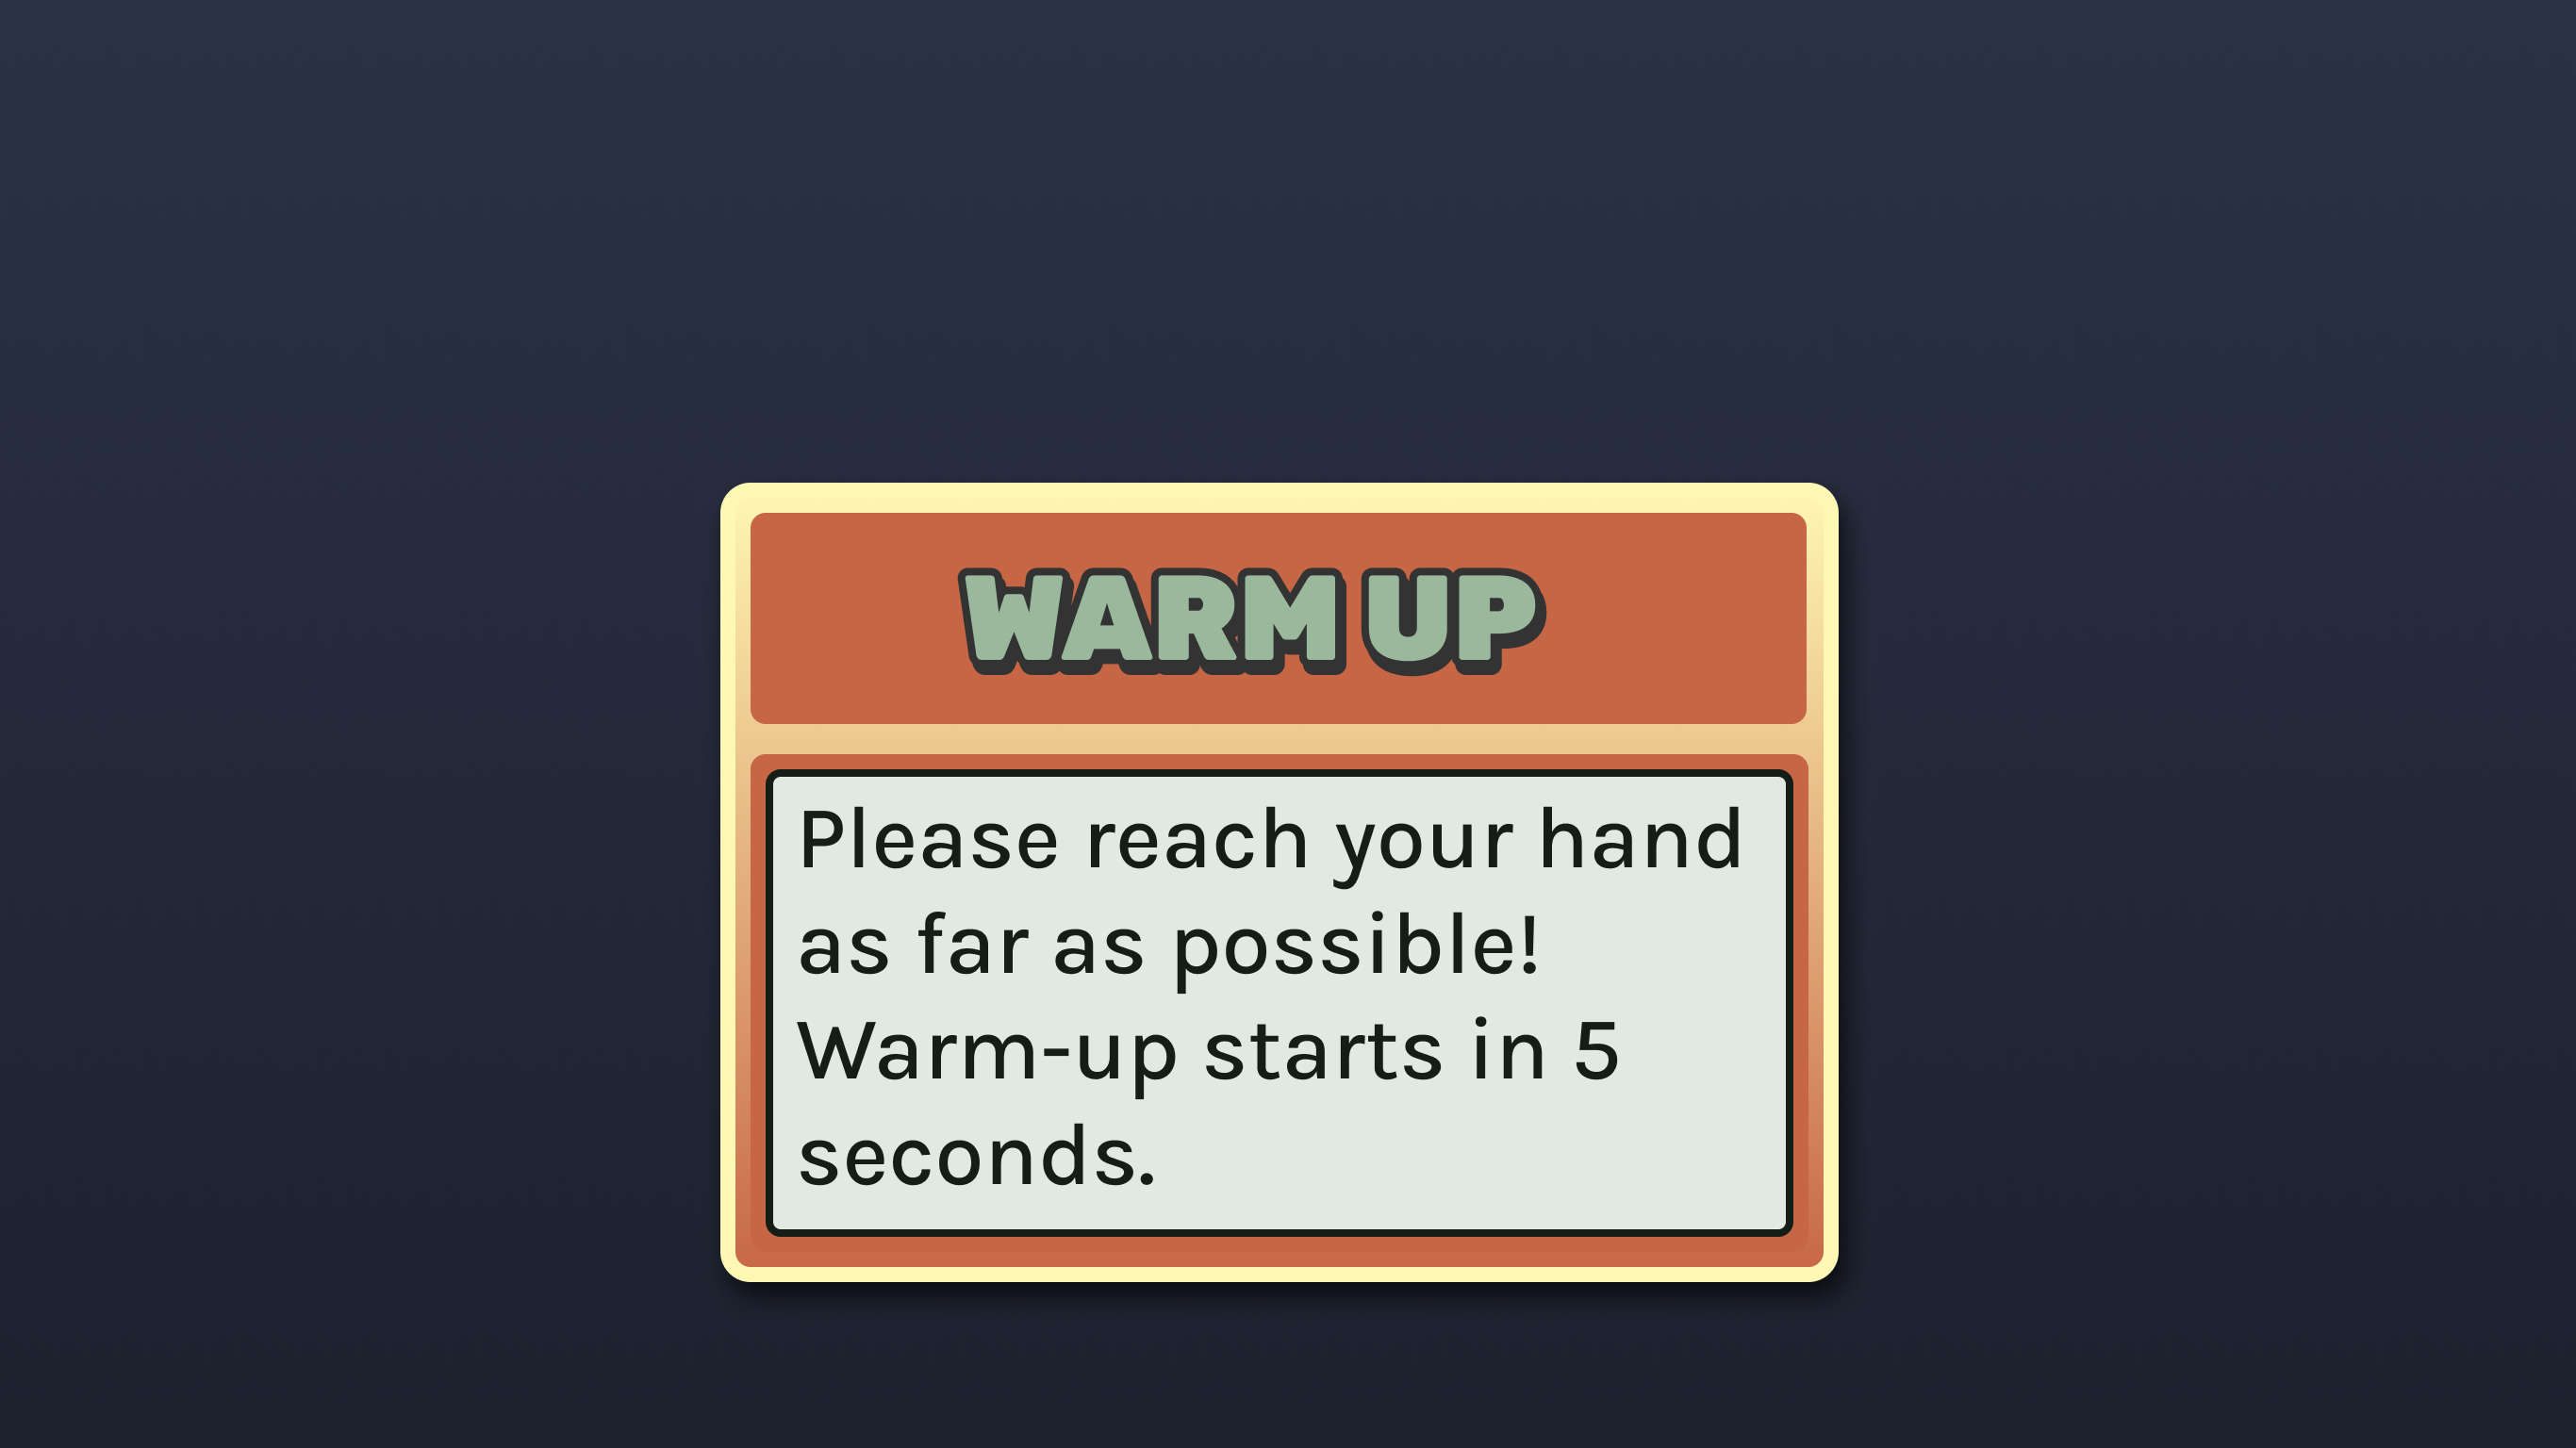 WARM UP
Please reach your hand
as far as possible!
Warm-up starts in 5
seconds.